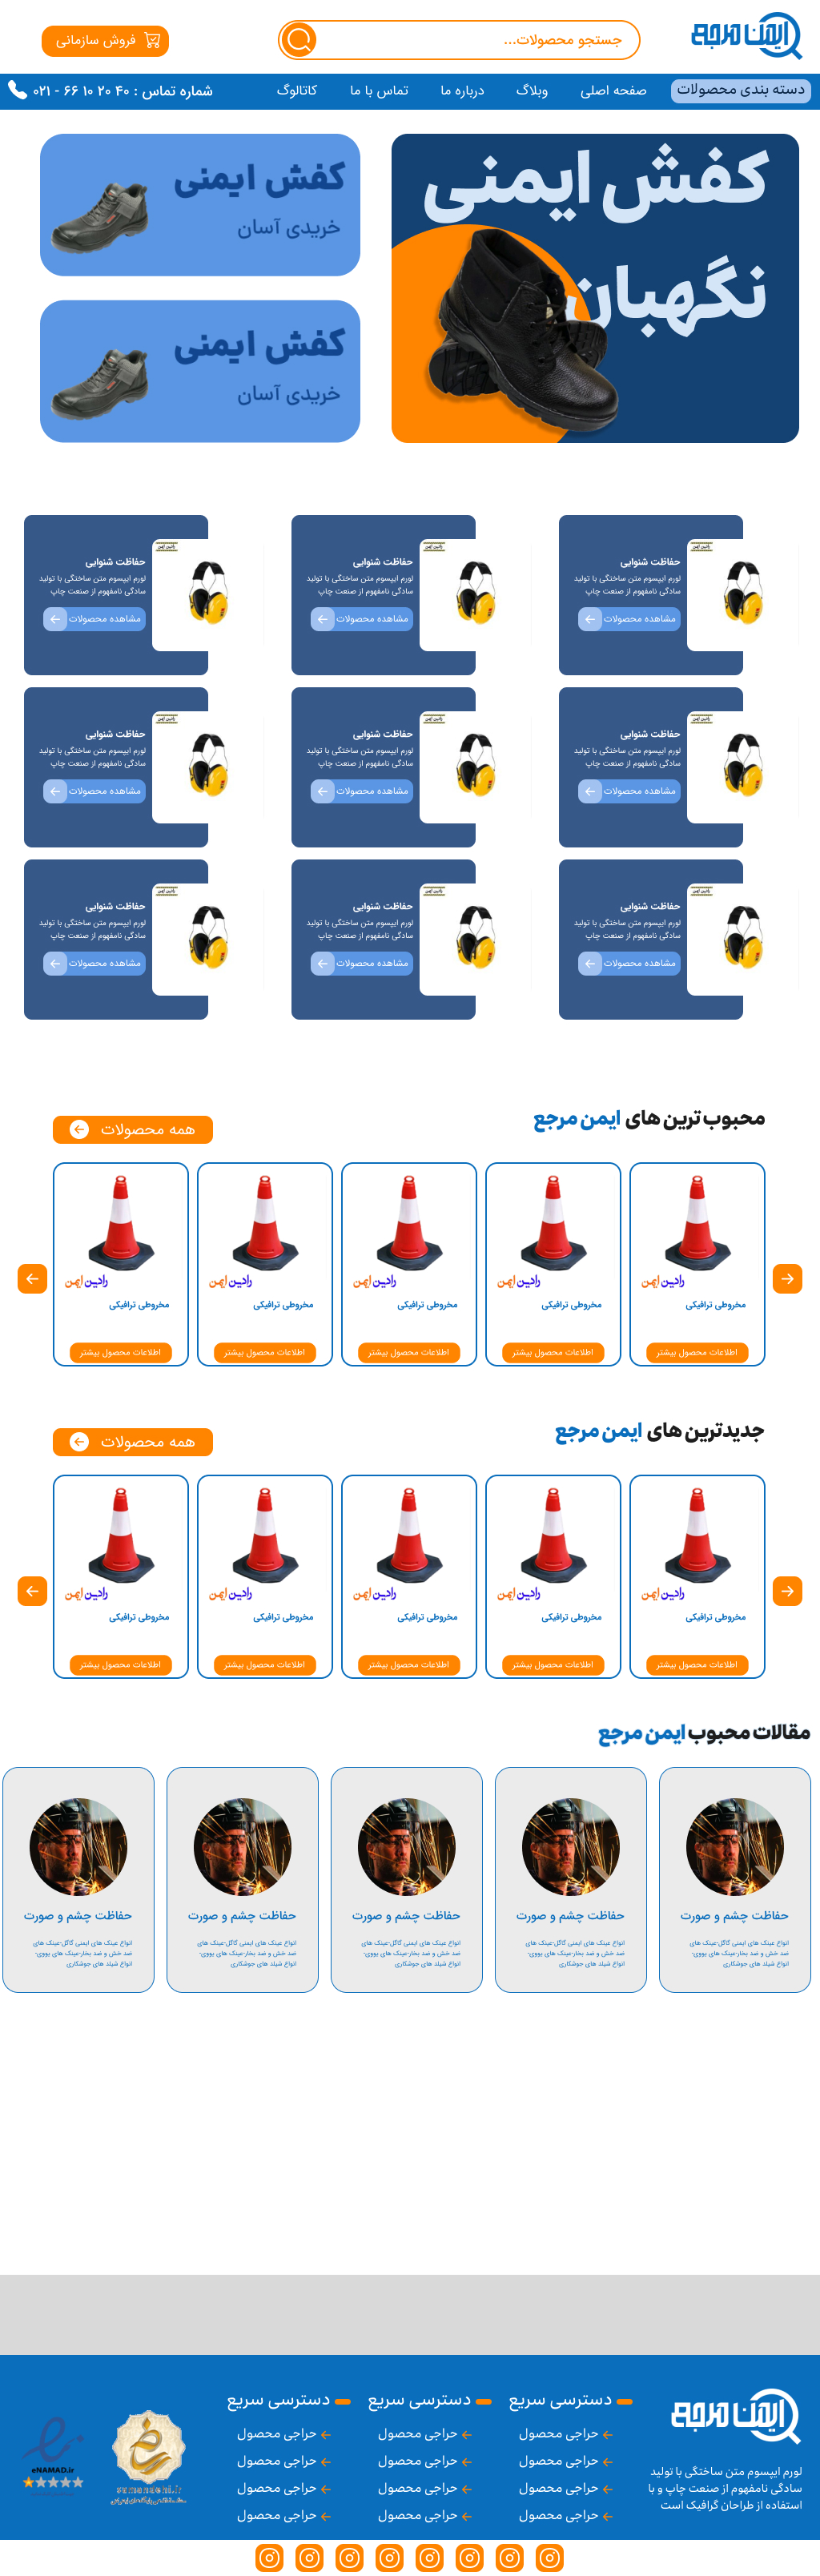 ایمن مرجع
جستجو محصولات...
فروش سازمانی
دسته بندی محصولات
صفحه اصلی
وبلاگ
درباره ما
تماس با ما
کاتالوگ
شماره تماس : ۴۰ ۲۰ ۱۰ ۶۶ - ۰۲۱
کفش ایمنی
نگهبان
کفش ایمنی
خریدی آسان
کفش ایمنی
خریدی آسان
حفاظت شنوایی
لورم ایپسوم متن ساختگی با تولید
سادگی نامفهوم از صنعت چاپ
مشاهده محصولات
حفاظت شنوایی
لورم ایپسوم متن ساختگی با تولید
سادگی نامفهوم از صنعت چاپ
مشاهده محصولات
حفاظت شنوایی
لورم ایپسوم متن ساختگی با تولید
سادگی نامفهوم از صنعت چاپ
مشاهده محصولات
حفاظت شنوایی
لورم ایپسوم متن ساختگی با تولید
سادگی نامفهوم از صنعت چاپ
مشاهده محصولات
حفاظت شنوایی
لورم ایپسوم متن ساختگی با تولید
سادگی نامفهوم از صنعت چاپ
مشاهده محصولات
حفاظت شنوایی
لورم ایپسوم متن ساختگی با تولید
سادگی نامفهوم از صنعت چاپ
مشاهده محصولات
حفاظت شنوایی
لورم ایپسوم متن ساختگی با تولید
سادگی نامفهوم از صنعت چاپ
مشاهده محصولات
حفاظت شنوایی
لورم ایپسوم متن ساختگی با تولید
سادگی نامفهوم از صنعت چاپ
مشاهده محصولات
حفاظت شنوایی
لورم ایپسوم متن ساختگی با تولید
سادگی نامفهوم از صنعت چاپ
مشاهده محصولات
محبوب ترین های ایمن مرجع
همه محصولات
رادین ایمن
مخروطی ترافیکی
اطلاعات محصول بیشتر
رادین ایمن
مخروطی ترافیکی
اطلاعات محصول بیشتر
رادین ایمن
مخروطی ترافیکی
اطلاعات محصول بیشتر
رادین ایمن
مخروطی ترافیکی
اطلاعات محصول بیشتر
رادین ایمن
مخروطی ترافیکی
اطلاعات محصول بیشتر
جدیدترین های ایمن مرجع
همه محصولات
رادین ایمن
مخروطی ترافیکی
اطلاعات محصول بیشتر
رادین ایمن
مخروطی ترافیکی
اطلاعات محصول بیشتر
رادین ایمن
مخروطی ترافیکی
اطلاعات محصول بیشتر
رادین ایمن
مخروطی ترافیکی
اطلاعات محصول بیشتر
رادین ایمن
مخروطی ترافیکی
اطلاعات محصول بیشتر
مقالات محبوب ایمن مرجع
حفاظت چشم و صورت
انواع عینک های ایمنی گاگل-عینک های
ضد خش و ضد بخار-عینک های یووی-
انواع شیلد های جوشکاری
حفاظت چشم و صورت
انواع عینک های ایمنی گاگل-عینک های
ضد خش و ضد بخار-عینک های یووی-
انواع شیلد های جوشکاری
حفاظت چشم و صورت
انواع عینک های ایمنی گاگل-عینک های
ضد خش و ضد بخار-عینک های یووی-
انواع شیلد های جوشکاری
حفاظت چشم و صورت
انواع عینک های ایمنی گاگل-عینک های
ضد خش و ضد بخار-عینک های یووی-
انواع شیلد های جوشکاری
حفاظت چشم و صورت
انواع عینک های ایمنی گاگل-عینک های
ضد خش و ضد بخار-عینک های یووی-
انواع شیلد های جوشکاری
ایمن مرجع
لورم ایپسوم متن ساختگی با تولید
سادگی نامفهوم از صنعت چاپ و با
استفاده از طراحان گرافیک است
دسترسی سریع
حراجی محصول
حراجی محصول
حراجی محصول
حراجی محصول
دسترسی سریع
حراجی محصول
حراجی محصول
حراجی محصول
حراجی محصول
دسترسی سریع
حراجی محصول
حراجی محصول
حراجی محصول
حراجی محصول
eNAMAD.ir